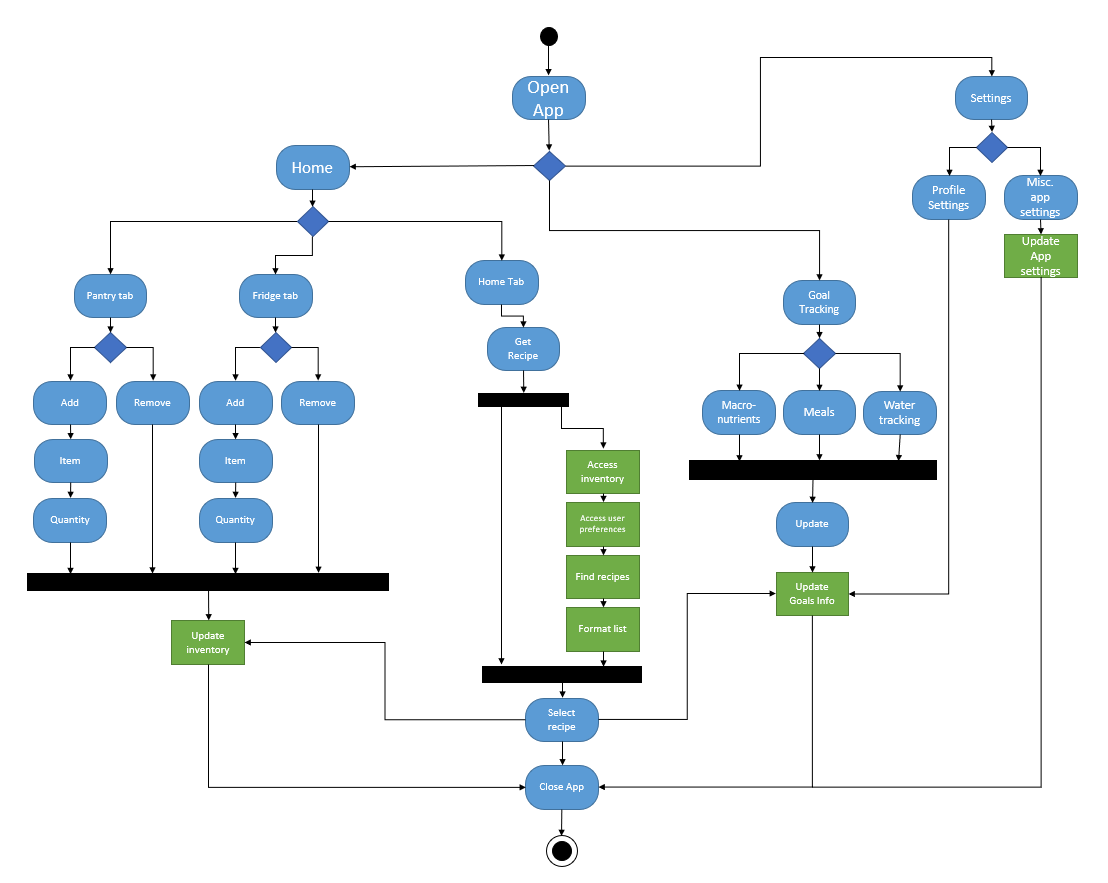 Open
App
Settings
Home
Profile
Settings
Misc.
app
settings
Update
App
settings
Pantry tab
Fridge tab
Home Tab
Goal
Tracking
Get
Recipe
Add
Remove
Add
Remove
Macro-
nutrients
Meals
Water
tracking
Item
Item
Access
inventory
Quantity
Quantity
Access user
preferences
Update
Find recipes
Update
Goals Info
Format list
Update
inventory
Select
recipe
Close App